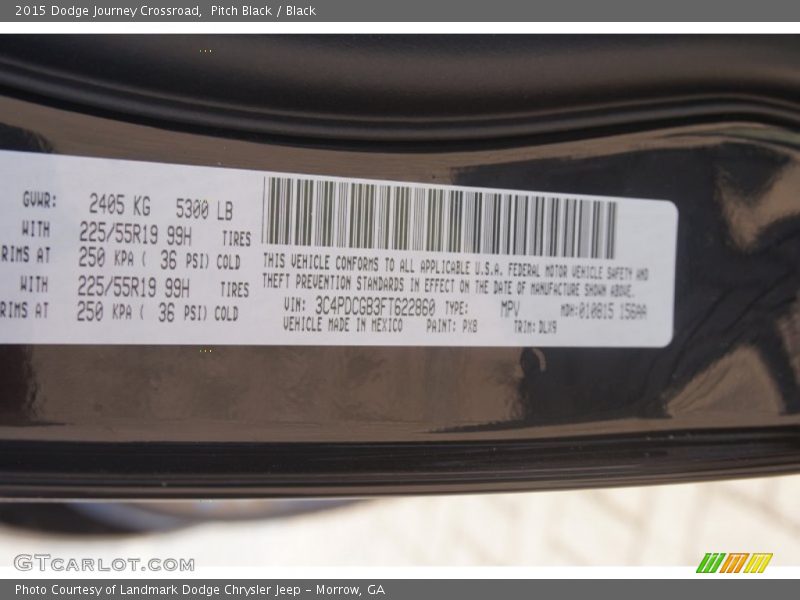 2015 Dodge Journey Crossroad, Pitch Black / Black
GVWR: 2405 KG 5300 LB
WITH 225/55R19 99H TIRES
RIMS AT 250 KPA ( 36 PSI) COLD
WITH 225/55R19 99H TIRES
RIMS AT 250 KPA ( 36 PSI) COLD
THIS VEHICLE CONFORMS TO ALL APPLICABLE U.S.A. FEDERAL MOTOR VEHICLE SAFETY AND
THEFT PREVENTION STANDARDS IN EFFECT ON THE DATE OF MANUFACTURE SHOWN ABOVE.
VIN: 3C4PDCGB3FT622860 TYPE: MPV MDH:010815 156AA
VEHICLE MADE IN MEXICO PAINT: PX8 TRIM: DLX9
GTCARLOT.COM
Photo Courtesy of Landmark Dodge Chrysler Jeep - Morrow, GA